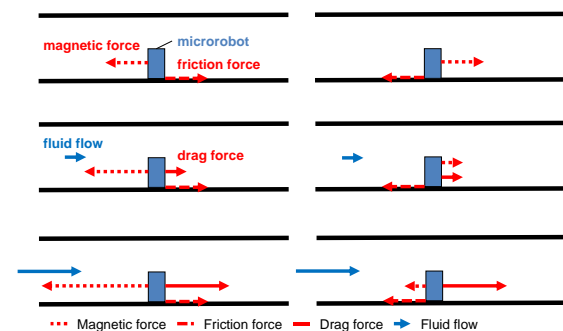 microrobot
magnetic force
friction force
fluid flow
drag force
Magnetic force Friction force Drag force Fluid flow